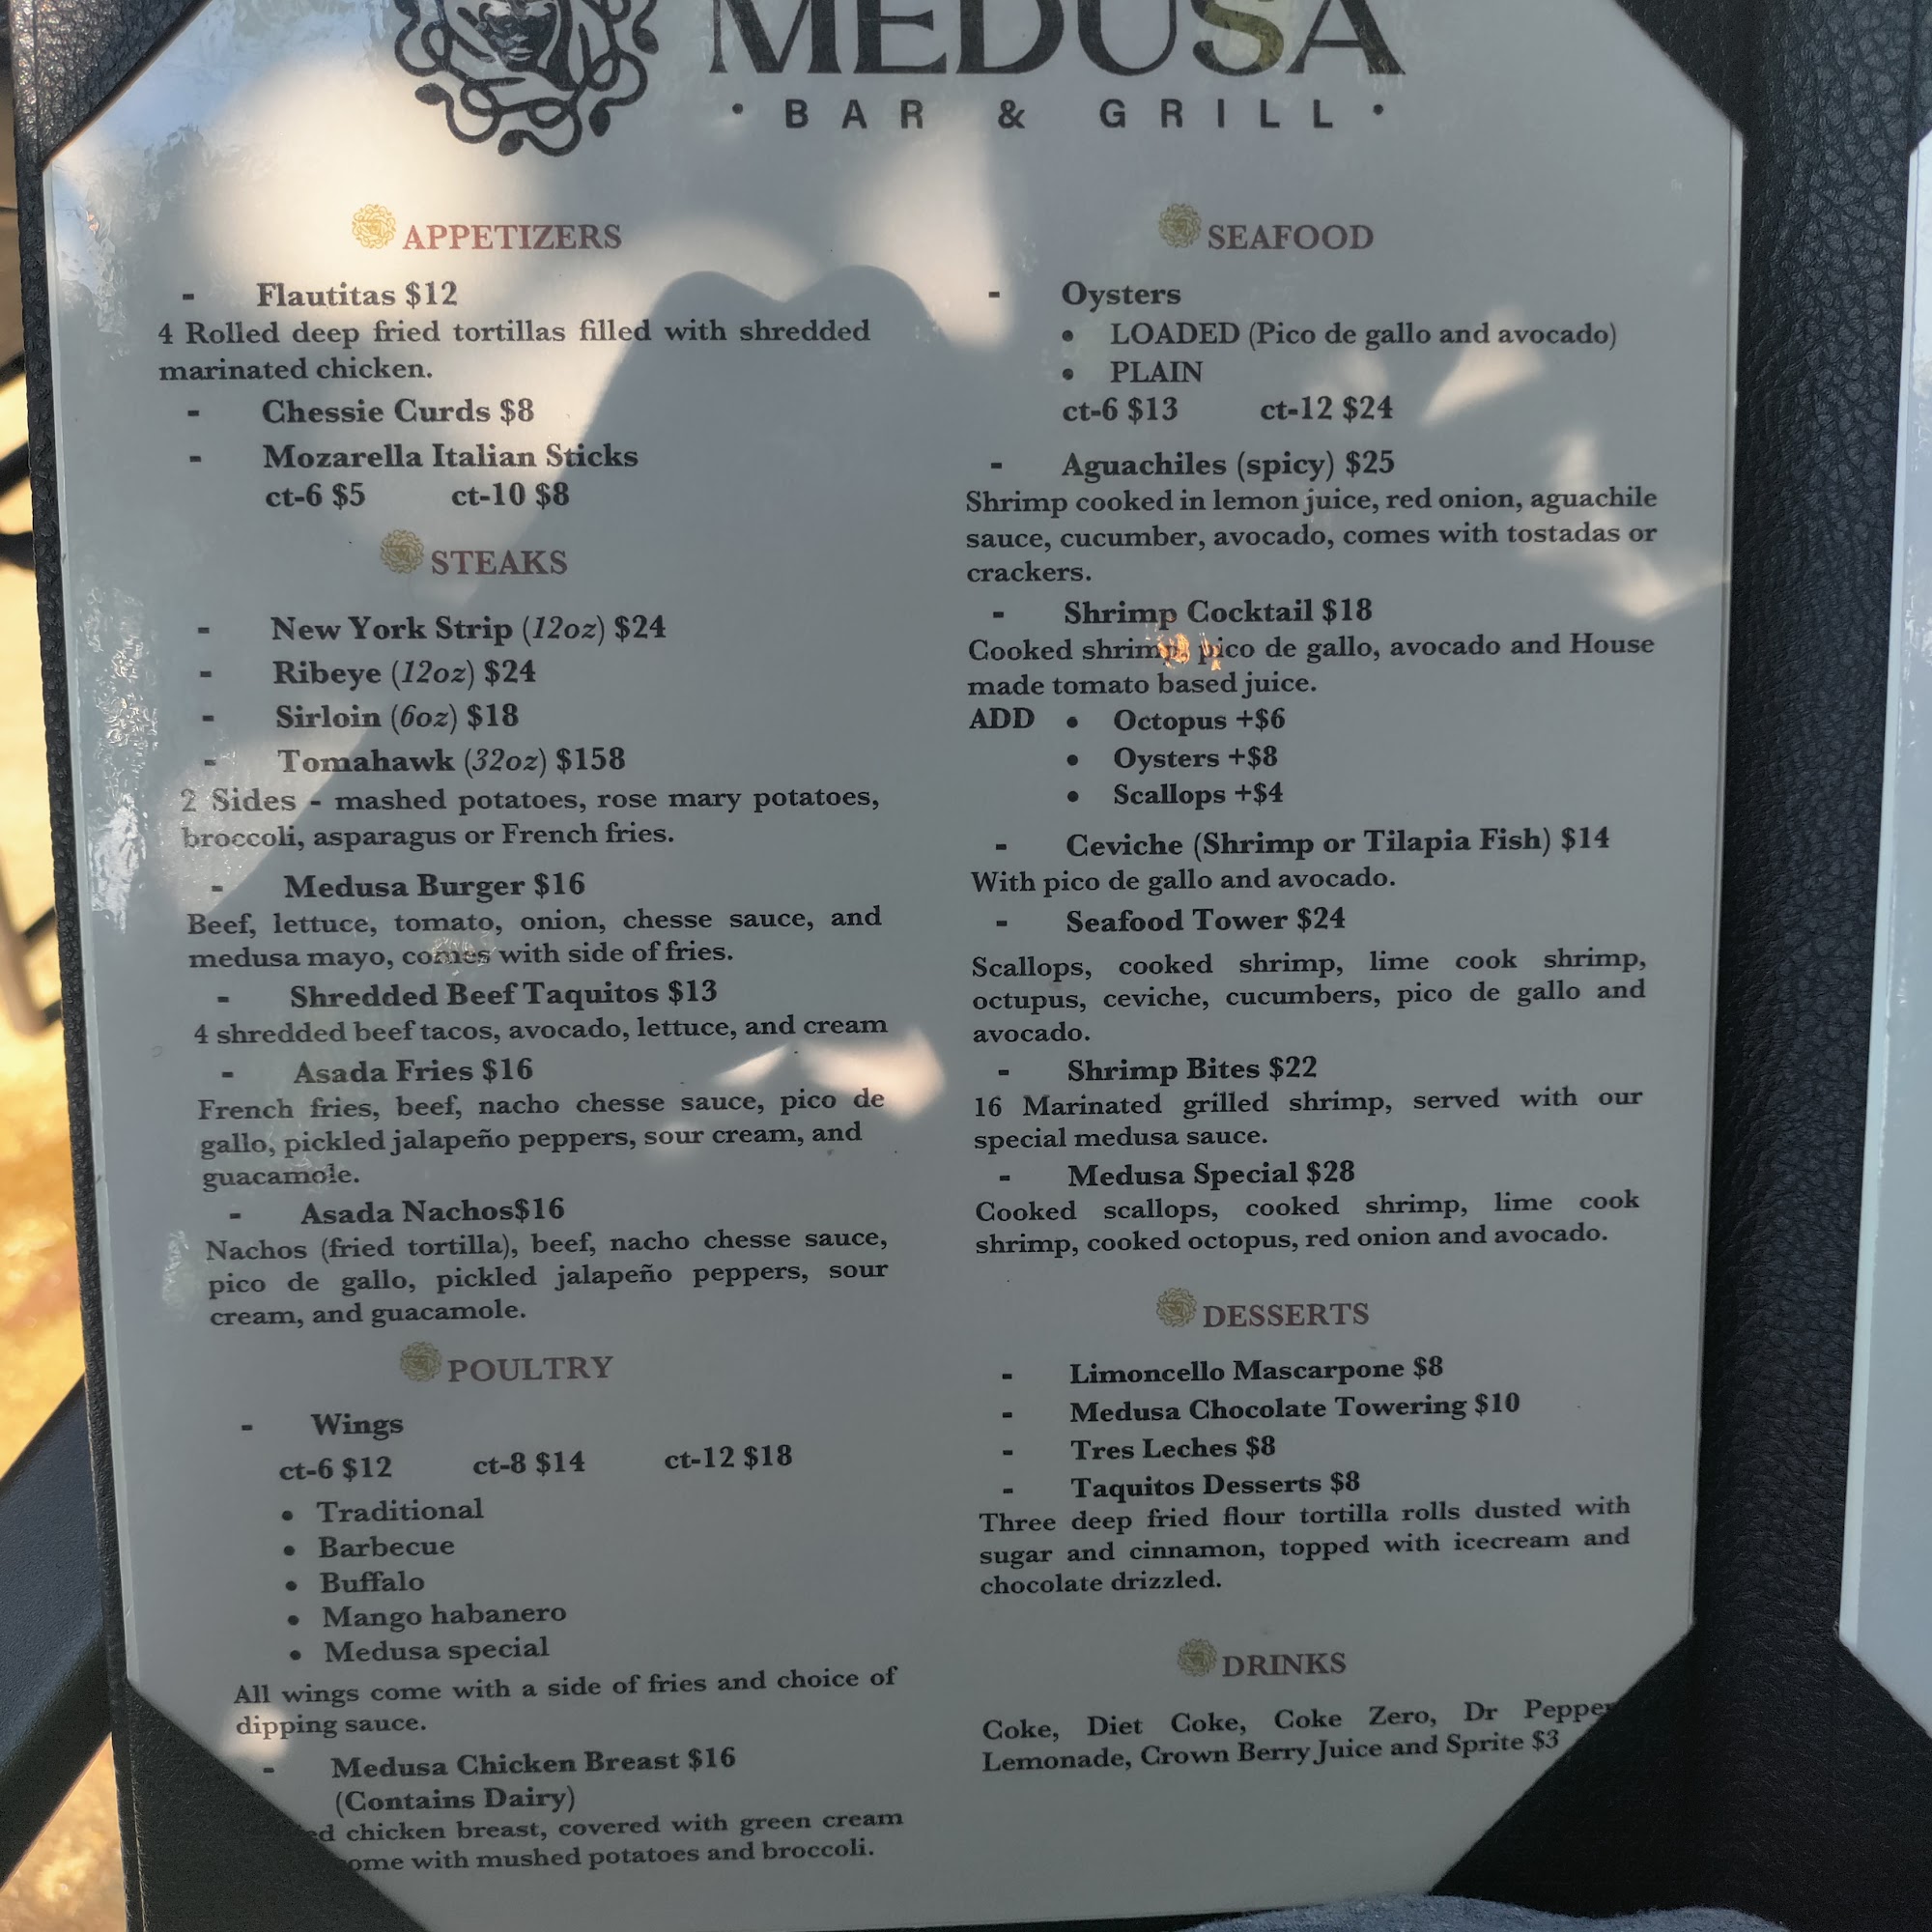 MEDUSA
· BAR & GRILL ·
APPETIZERS
- Flautitas $12
4 Rolled deep fried tortillas filled with shredded
marinated chicken.
- Chessie Curds $8
- Mozarella Italian Sticks
ct-6 $5 ct-10 $8
STEAKS
- New York Strip (12oz) $24
- Ribeye (12oz) $24
- Sirloin (6oz) $18
- Tomahawk (32oz) $158
2 Sides - mashed potatoes, rose mary potatoes,
broccoli, asparagus or French fries.
- Medusa Burger $16
Beef, lettuce, tomato, onion, chesse sauce, and
medusa mayo, comes with side of fries.
- Shredded Beef Taquitos $13
4 shredded beef tacos, avocado, lettuce, and cream
- Asada Fries $16
French fries, beef, nacho chesse sauce, pico de
gallo, pickled jalapeño peppers, sour cream, and
guacamole.
- Asada Nachos$16
Nachos (fried tortilla), beef, nacho chesse sauce,
pico de gallo, pickled jalapeño peppers, sour
cream, and guacamole.
POULTRY
- Wings
ct-6 $12 ct-8 $14 ct-12 $18
• Traditional
• Barbecue
• Buffalo
• Mango habanero
• Medusa special
All wings come with a side of fries and choice of
dipping sauce.
- Medusa Chicken Breast $16
(Contains Dairy)
chicken breast, covered with green cream
with mushed potatoes and broccoli.
SEAFOOD
- Oysters
• LOADED (Pico de gallo and avocado)
• PLAIN
ct-6 $13 ct-12 $24
- Aguachiles (spicy) $25
Shrimp cooked in lemon juice, red onion, aguachile
sauce, cucumber, avocado, comes with tostadas or
crackers.
- Shrimp Cocktail $18
Cooked shrimp, pico de gallo, avocado and House
made tomato based juice.
ADD • Octopus +$6
• Oysters +$8
• Scallops +$4
- Ceviche (Shrimp or Tilapia Fish) $14
With pico de gallo and avocado.
- Seafood Tower $24
Scallops, cooked shrimp, lime cook shrimp,
octupus, ceviche, cucumbers, pico de gallo and
avocado.
- Shrimp Bites $22
16 Marinated grilled shrimp, served with our
special medusa sauce.
- Medusa Special $28
Cooked scallops, cooked shrimp, lime cook
shrimp, cooked octopus, red onion and avocado.
DESSERTS
- Limoncello Mascarpone $8
- Medusa Chocolate Towering $10
- Tres Leches $8
- Taquitos Desserts $8
Three deep fried flour tortilla rolls dusted with
sugar and cinnamon, topped with icecream and
chocolate drizzled.
DRINKS
Coke, Diet Coke, Coke Zero, Dr Pepper
Lemonade, Crown Berry Juice and Sprite $3